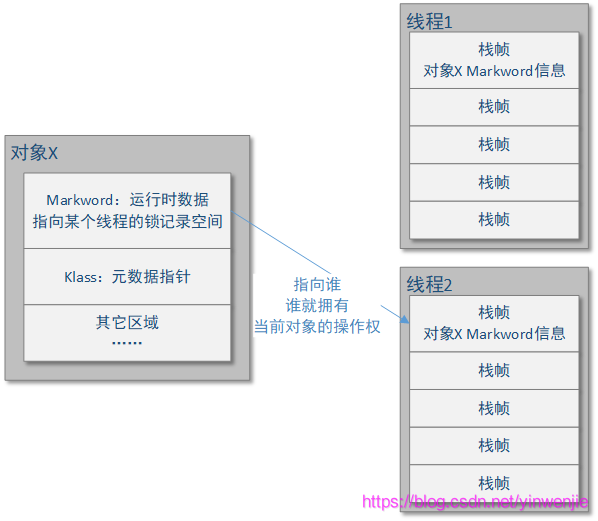 对象X
Markword：运行时数据
指向某个线程的锁记录空间
Klass：元数据指针
其它区域
……
指向谁
谁就拥有
当前对象的操作权
线程1
栈帧
对象X Markword信息
栈帧
栈帧
栈帧
栈帧
线程2
栈帧
对象X Markword信息
栈帧
栈帧
栈帧
栈帧
https://blog.csdn.net/yinwenjie